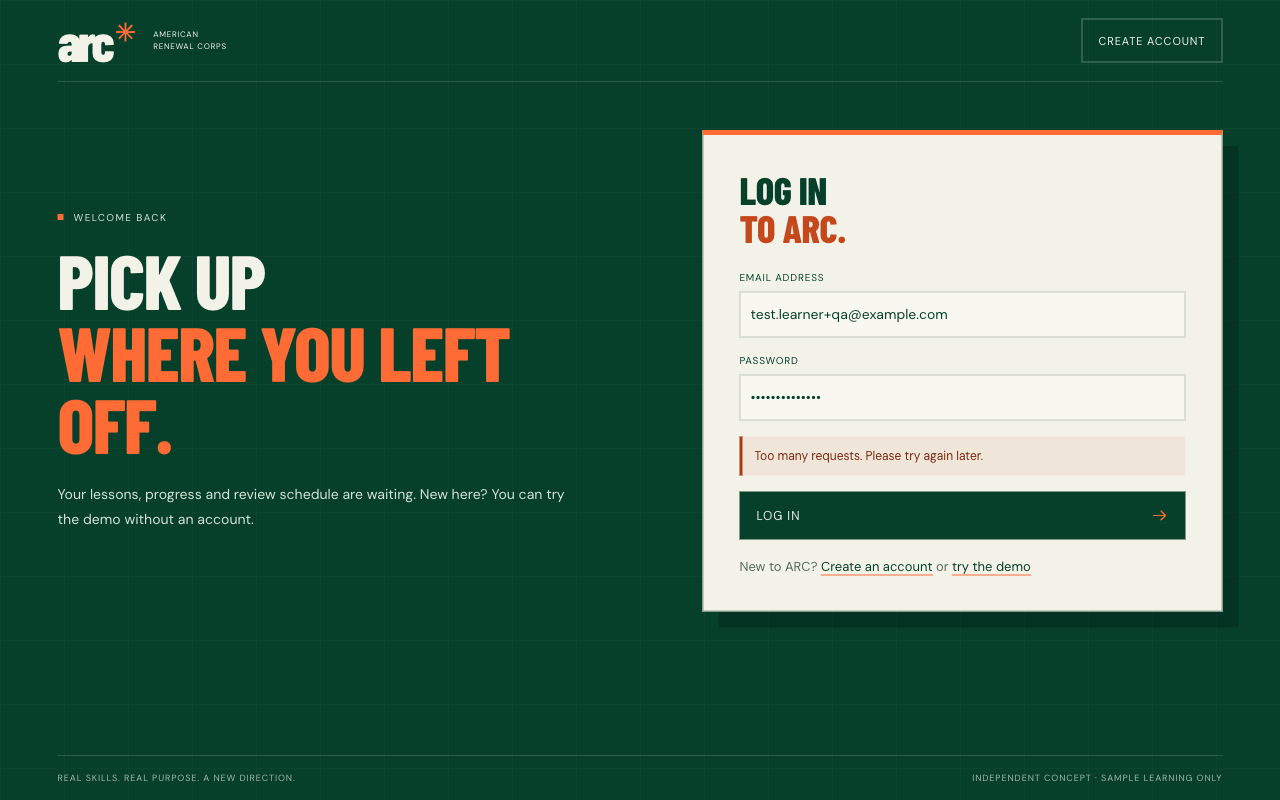 arc
AMERICAN
RENEWAL CORPS
CREATE ACCOUNT
WELCOME BACK
PICK UP
WHERE YOU LEFT
OFF.
Your lessons, progress and review schedule are waiting. New here? You can try
the demo without an account.
LOG IN
TO ARC.
EMAIL ADDRESS
test.learner+qa@example.com
PASSWORD
••••••••••••••
Too many requests. Please try again later.
LOG IN →
New to ARC? Create an account or try the demo
REAL SKILLS. REAL PURPOSE. A NEW DIRECTION.
INDEPENDENT CONCEPT · SAMPLE LEARNING ONLY